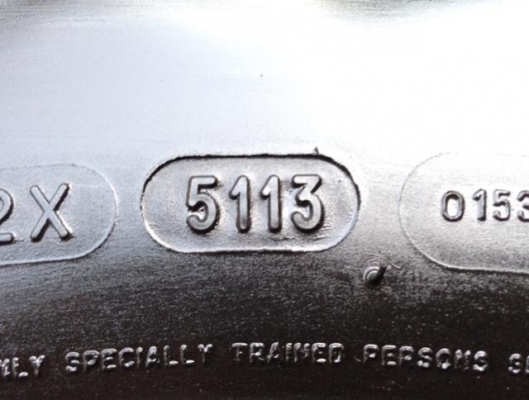 2X 5113 0153
SPECIALLY TRAINED PERSONS